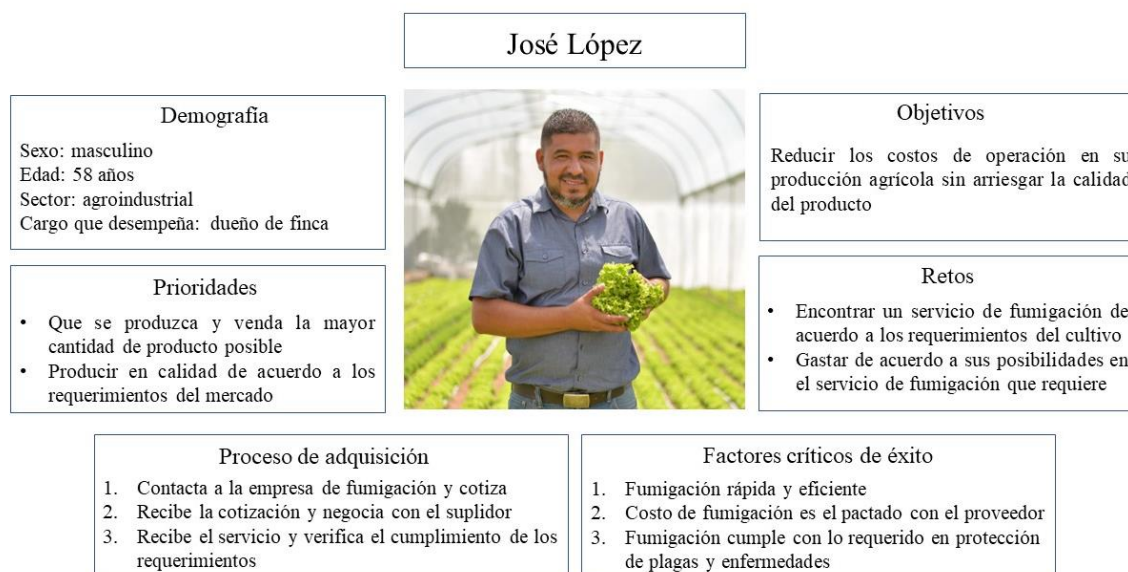 José López
Demografía
Sexo: masculino
Edad: 58 años
Sector: agroindustrial
Cargo que desempeña: dueño de finca
Prioridades
• Que se produzca y venda la mayor
cantidad de producto posible
• Producir en calidad de acuerdo a los
requerimientos del mercado
Objetivos
Reducir los costos de operación en su
producción agrícola sin arriesgar la calidad
del producto
Retos
• Encontrar un servicio de fumigación de
acuerdo a los requerimientos del cultivo
• Gastar de acuerdo a sus posibilidades en
el servicio de fumigación que requiere
Proceso de adquisición
1. Contacta a la empresa de fumigación y cotiza
2. Recibe la cotización y negocia con el suplidor
3. Recibe el servicio y verifica el cumplimiento de los
requerimientos
Factores críticos de éxito
1. Fumigación rápida y eficiente
2. Costo de fumigación es el pactado con el proveedor
3. Fumigación cumple con lo requerido en protección
de plagas y enfermedades